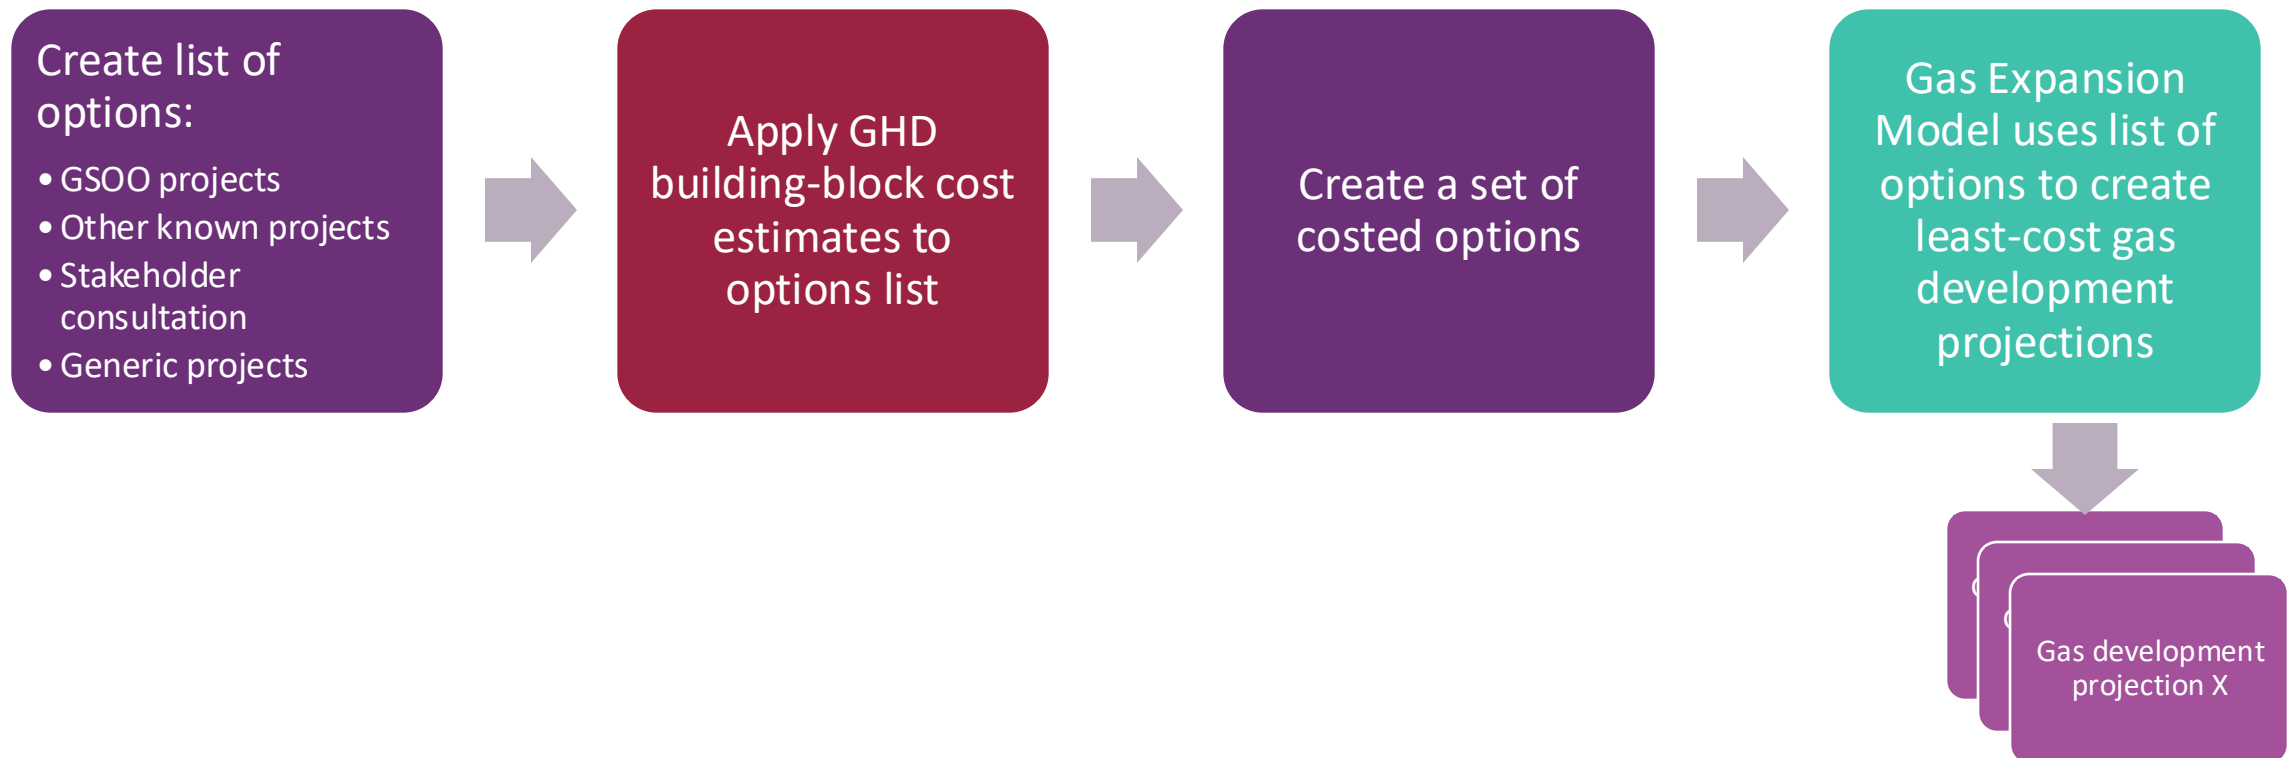 Create list of
options:
• GSOO projects
• Other known projects
• Stakeholder
consultation
• Generic projects
Apply GHD
building-block cost
estimates to
options list
Create a set of
costed options
Gas Expansion
Model uses list of
options to create
least-cost gas
development
projections
Gas development
projection X